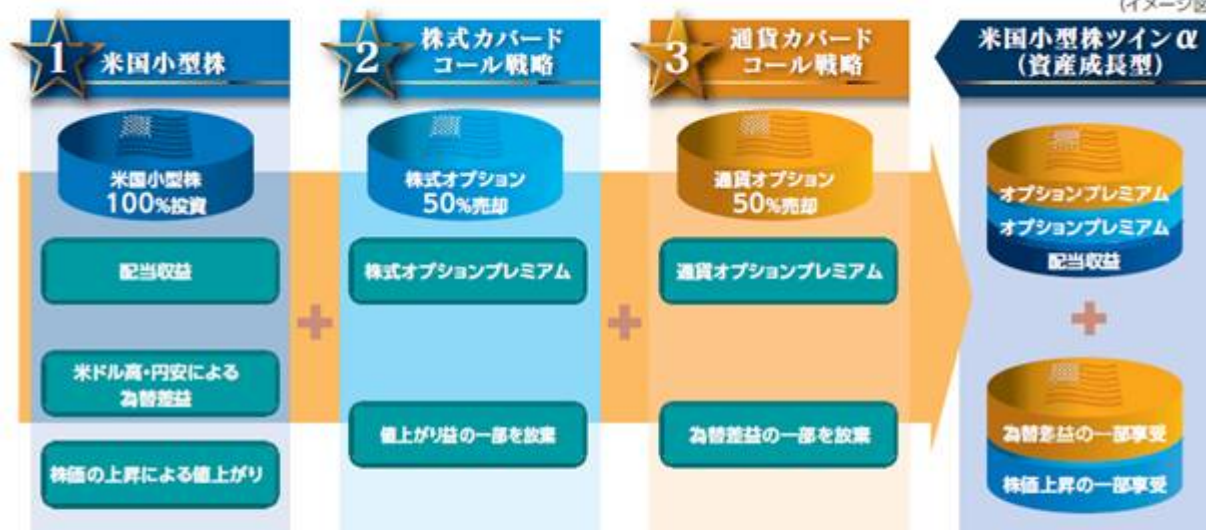 (イメージ図
1 米国小型株
米国小型株
100%投資
配当収益
米ドル高・円安による
為替差益
株価の上昇による値上がり
+
2 株式カバード
コール戦略
株式オプション
50%売却
株式オプションプレミアム
値上がり益の一部を放棄
+
3 通貨カバード
コール戦略
通貨オプション
50%売却
通貨オプションプレミアム
為替差益の一部を放棄
米国小型株ツインα
(資産成長型)
オプションプレミアム
オプションプレミアム
配当収益
+
為替差益の一部享受
株価上昇の一部享受